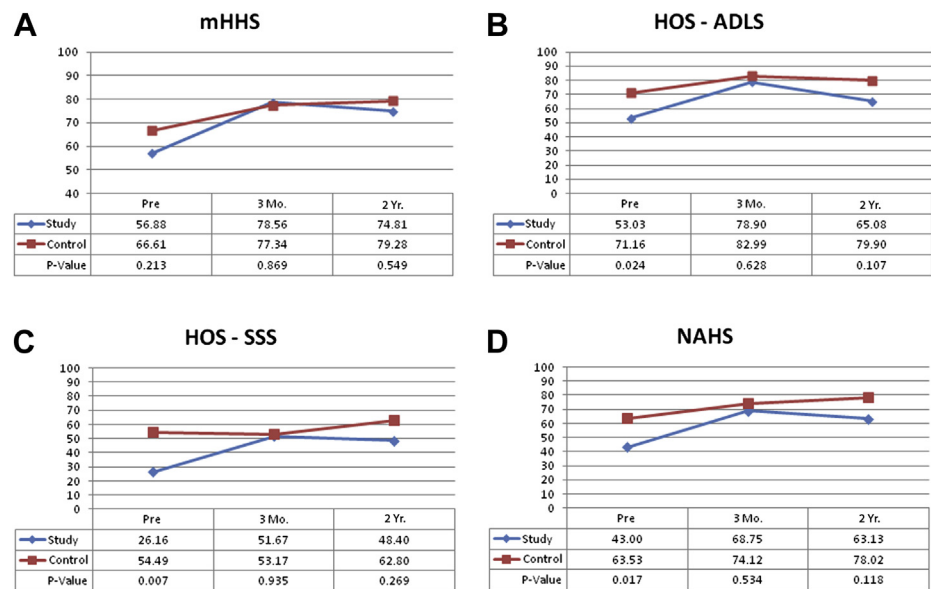 A
mHHS
100
90
80
70
60
50
40
Pre 3 Mo. 2 Yr.
Study 56.88 78.56 74.81
Control 66.61 77.34 79.28
P-Value 0.213 0.869 0.549
B
HOS - ADLS
100
90
80
70
60
50
40
30
20
10
0
Pre 3 Mo. 2 Yr.
Study 53.03 78.90 65.08
Control 71.16 82.99 79.90
P-Value 0.024 0.628 0.107
C
HOS - SSS
100
90
80
70
60
50
40
30
20
10
0
Pre 3 Mo. 2 Yr.
Study 26.16 51.67 48.40
Control 54.49 53.17 62.80
P-Value 0.007 0.935 0.269
D
NAHS
100
90
80
70
60
50
40
30
20
10
0
Pre 3 Mo. 2 Yr.
Study 43.00 68.75 63.13
Control 63.53 74.12 78.02
P-Value 0.017 0.534 0.118